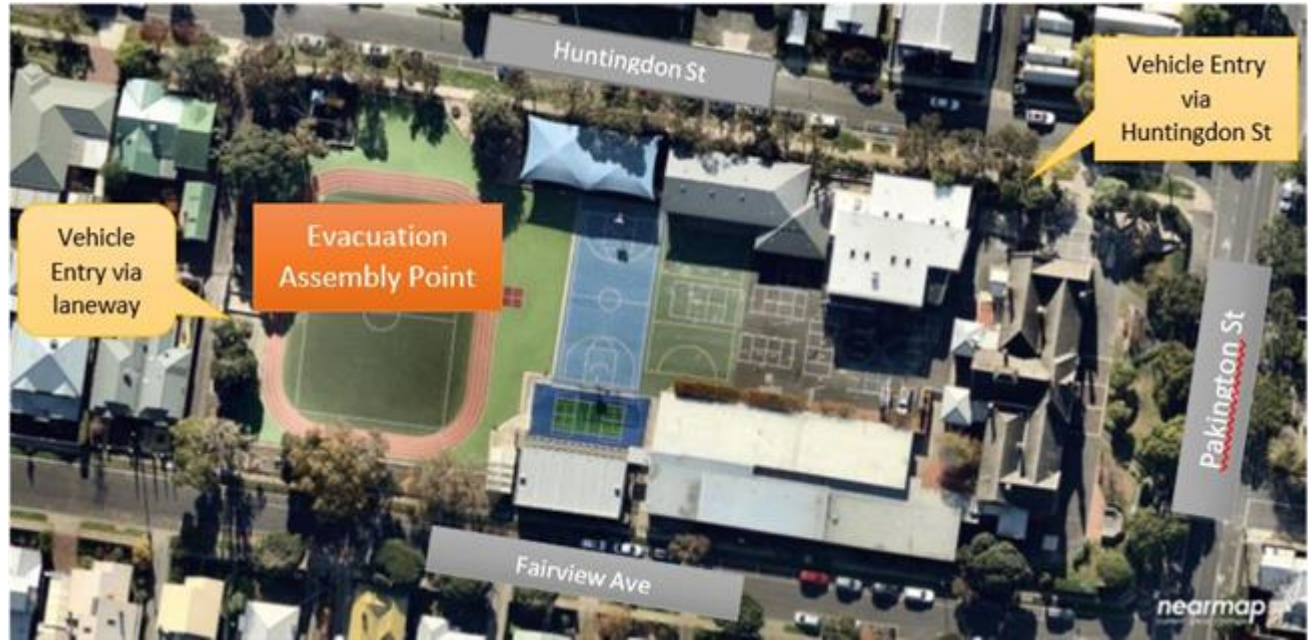 Huntingdon St
Vehicle Entry
via
Huntingdon St
Vehicle
Entry via
laneway
Evacuation
Assembly Point
Pakington St
Fairview Ave
nearmap